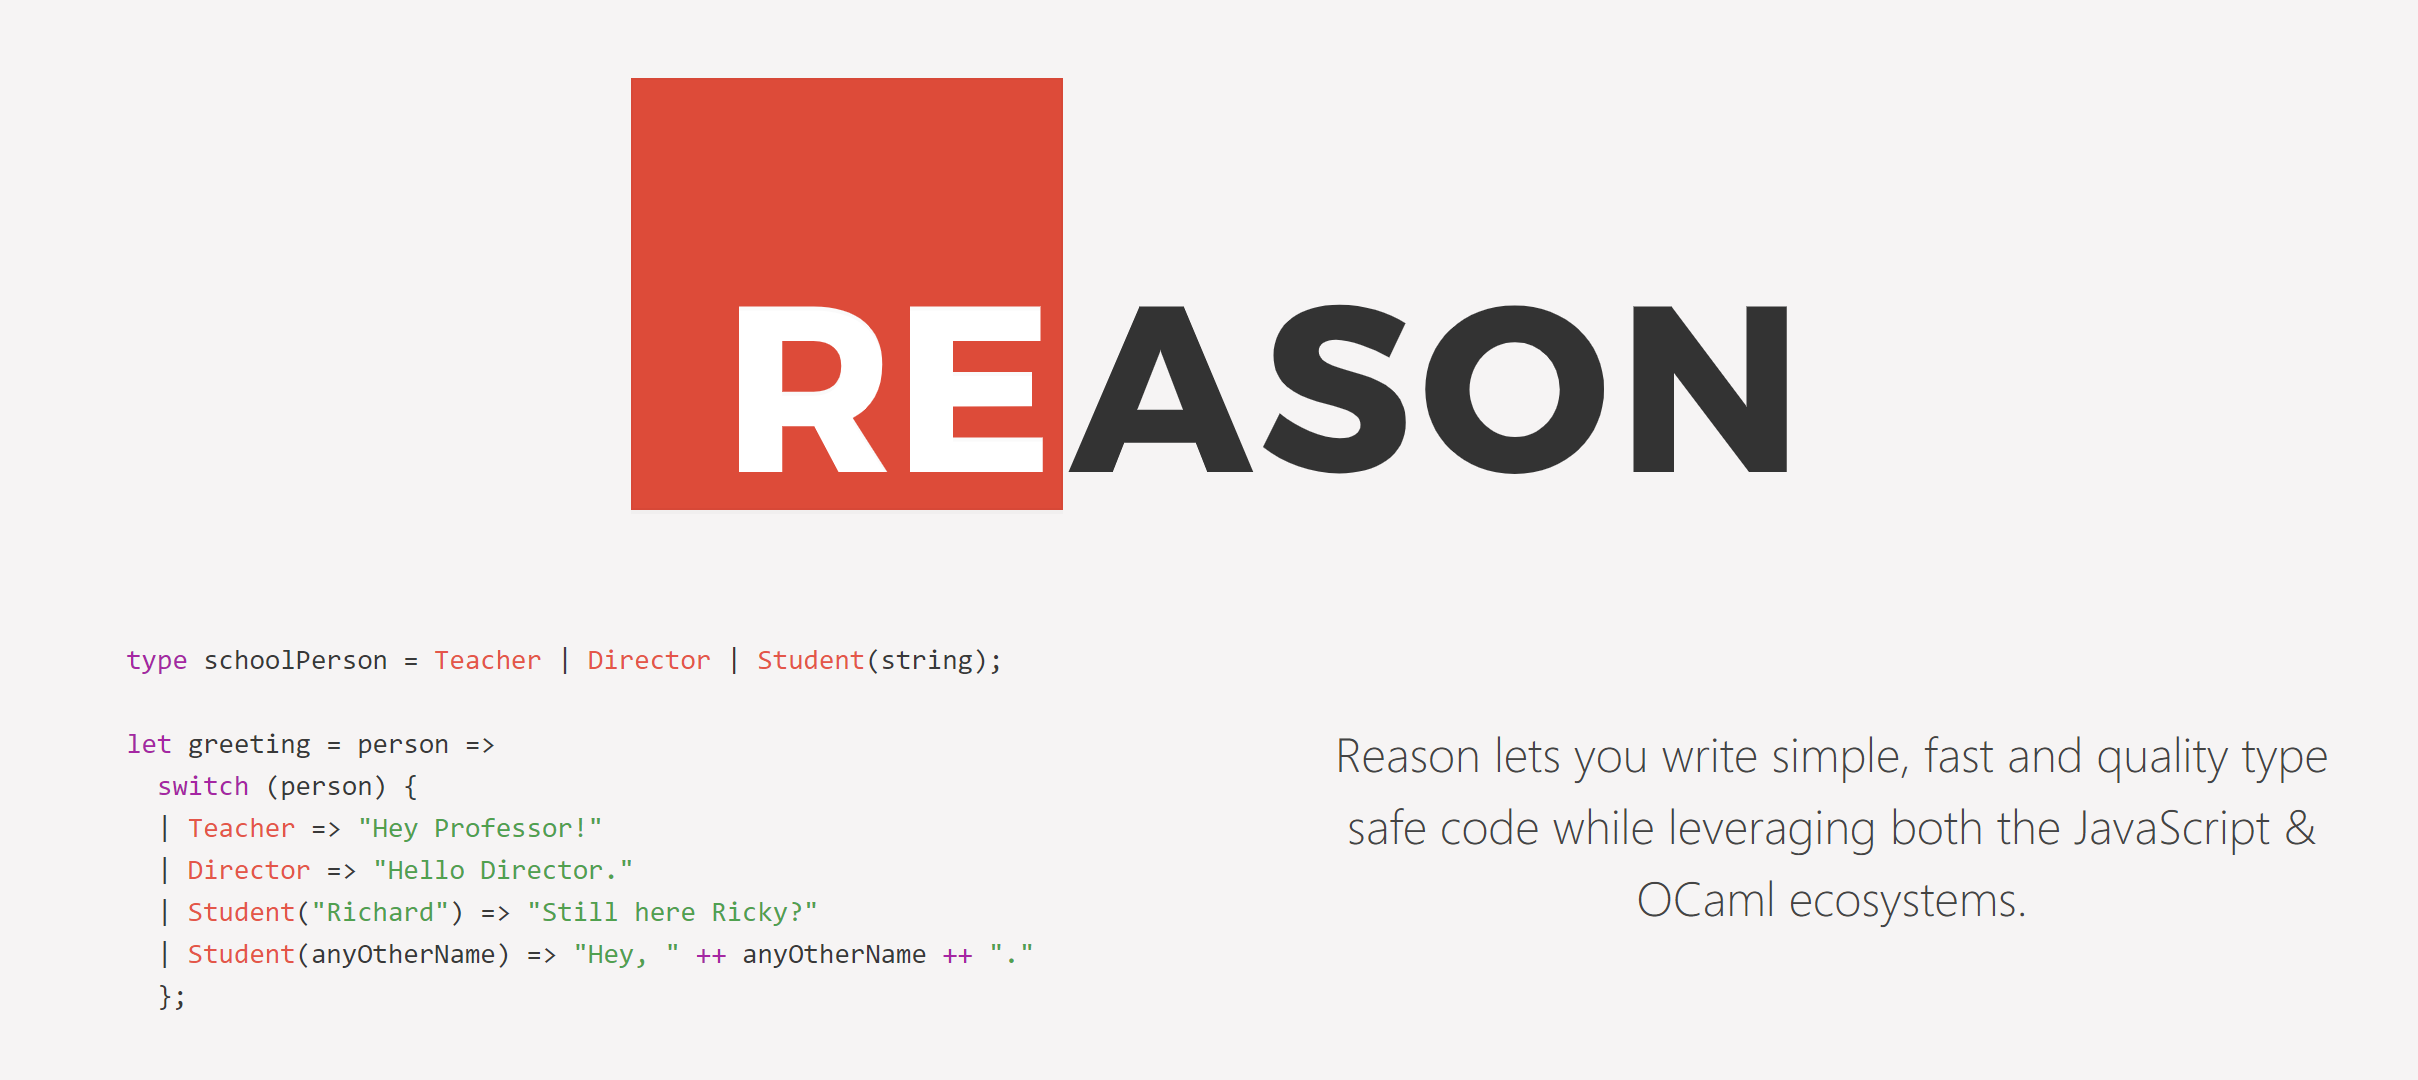 REASON
type schoolPerson = Teacher | Director | Student(string);
let greeting = person =>
  switch (person) {
  | Teacher => "Hey Professor!"
  | Director => "Hello Director."
  | Student("Richard") => "Still here Ricky?"
  | Student(anyOtherName) => "Hey, " ++ anyOtherName ++ "."
  };
Reason lets you write simple, fast and quality type
safe code while leveraging both the JavaScript &
OCaml ecosystems.